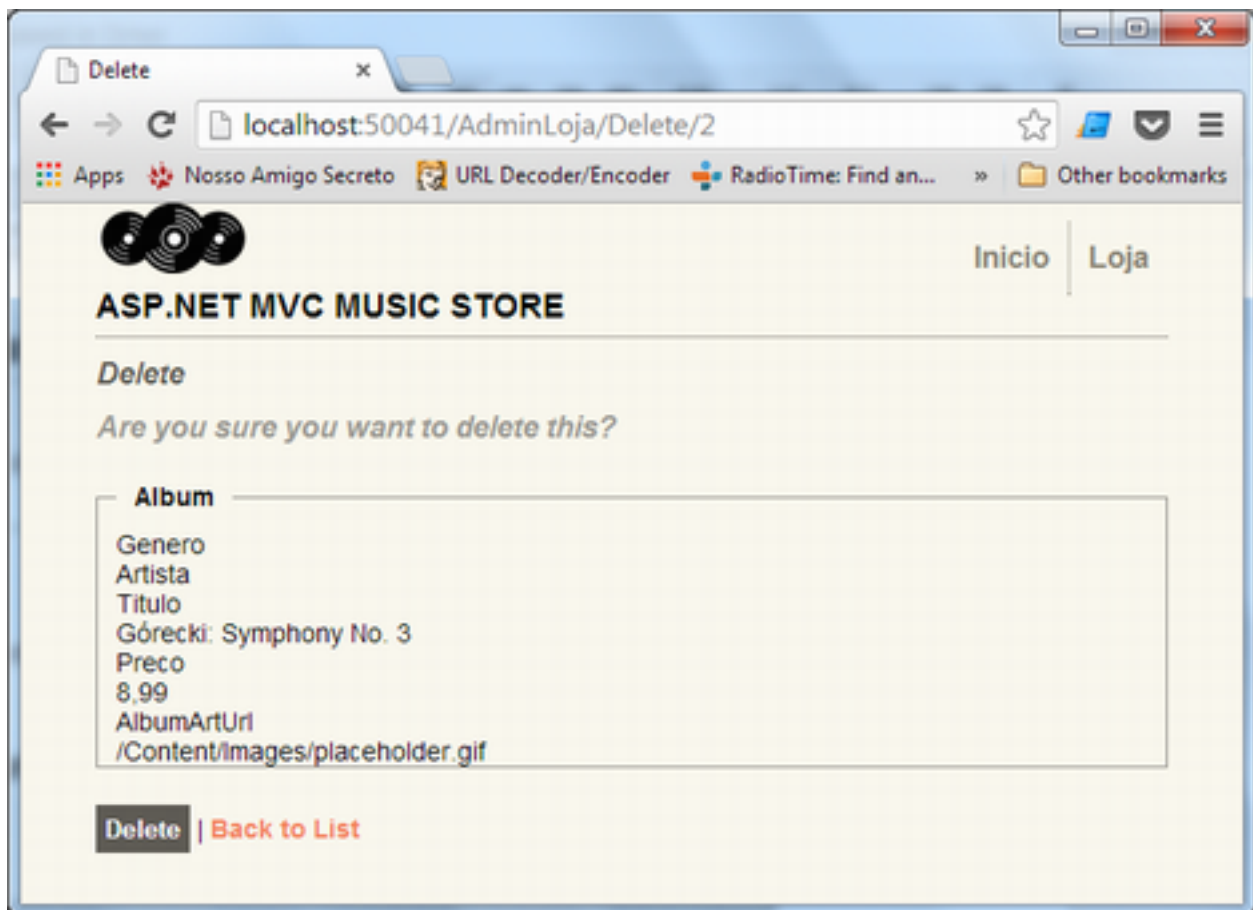 Delete
localhost:50041/AdminLoja/Delete/2
Apps Nosso Amigo Secreto URL Decoder/Encoder RadioTime: Find an... » Other bookmarks
Inicio Loja
ASP.NET MVC MUSIC STORE
Delete
Are you sure you want to delete this?
Album
Genero
Artista
Titulo
Górecki: Symphony No. 3
Preco
8,99
AlbumArtUrl
/Content/Images/placeholder.gif
Delete | Back to List